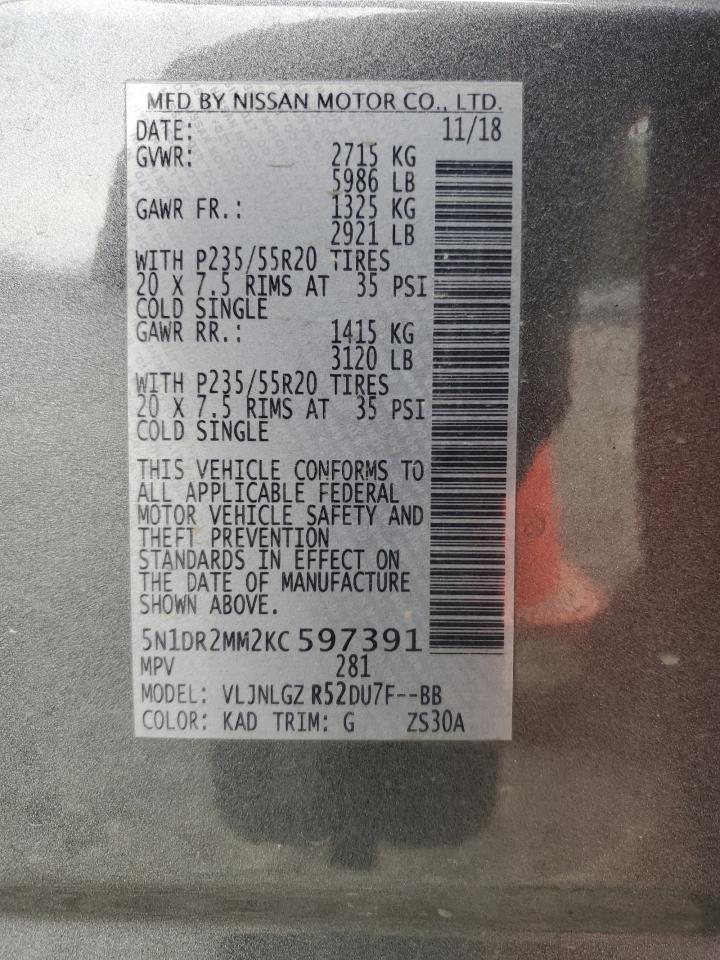 MFD BY NISSAN MOTOR CO., LTD.
DATE: 11/18
GVWR: 2715 KG
5986 LB
GAWR FR.: 1325 KG
2921 LB
WITH P235/55R20 TIRES
20 X 7.5 RIMS AT 35 PSI
COLD SINGLE
GAWR RR.: 1415 KG
3120 LB
WITH P235/55R20 TIRES
20 X 7.5 RIMS AT 35 PSI
COLD SINGLE
THIS VEHICLE CONFORMS TO
ALL APPLICABLE FEDERAL
MOTOR VEHICLE SAFETY AND
THEFT PREVENTION
STANDARDS IN EFFECT ON
THE DATE OF MANUFACTURE
SHOWN ABOVE.
5N1DR2MM2KC597391
MPV 281
MODEL: VLJNLGZ R52DU7F--BB
COLOR: KAD TRIM: G ZS30A